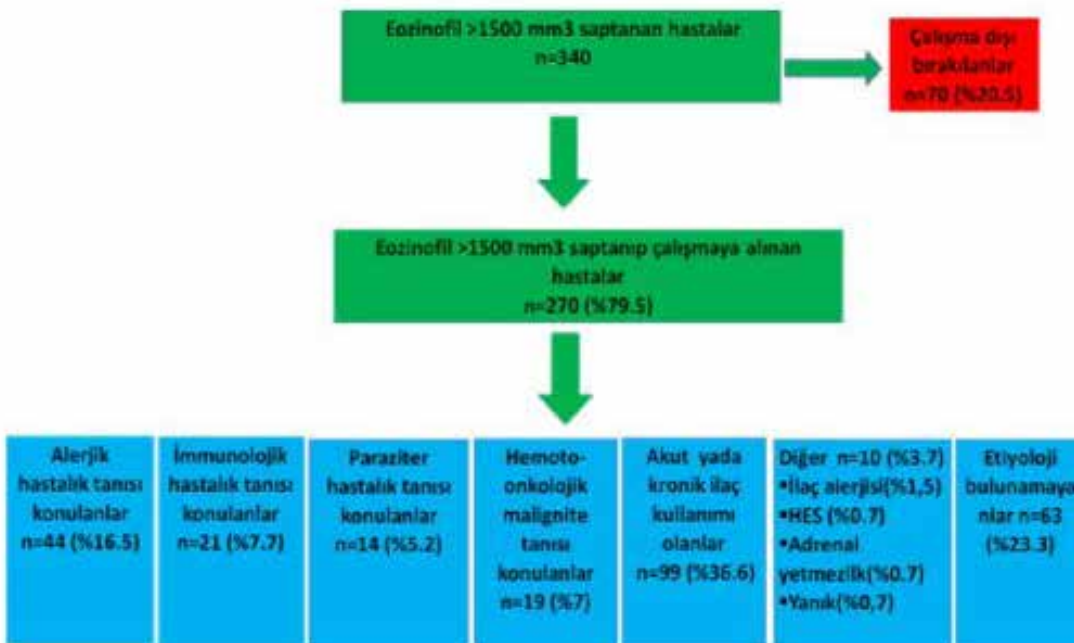 Eozinofil >1500 mm3 saptanan hastalar
n=340
Çalışma dışı
bırakılanlar
n=70 (%20.5)
Eozinofil >1500 mm3 saptanıp çalışmaya alınan
hastalar
n=270 (%79.5)
Alerjik
hastalık tanısı
konulanlar
n=44 (%16.5)
İmmunolojik
hastalık tanısı
konulanlar
n=21 (%7.7)
Paraziter
hastalık tanısı
konulanlar
n=14 (%5.2)
Hemoto-
onkolojik
malignite
tanısı
konulanlar
n=19 (%7)
Akut yada
kronik ilaç
kullanımı
olanlar
n=99 (%36.6)
Diğer n=10 (%3.7)
•İlaç alerjisi(%1,5)
•HES (%0.7)
•Adrenal
yetmezilk(%0.7)
•Yanık(%0,7)
Etiyoloji
bulunamaya
nlar n=63
(%23.3)